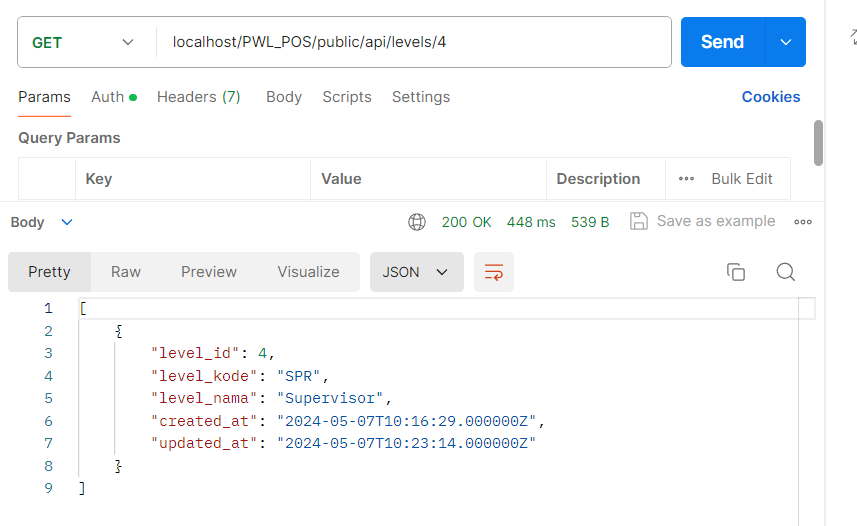 GET localhost/PWL_POS/public/api/levels/4 Send
Params Auth Headers (7) Body Scripts Settings Cookies
Query Params
Key Value Description Bulk Edit
Body 200 OK 448 ms 539 B Save as example
Pretty Raw Preview Visualize JSON
1 [
2 {
3 "level_id": 4,
4 "level_kode": "SPR",
5 "level_nama": "Supervisor",
6 "created_at": "2024-05-07T10:16:29.000000Z",
7 "updated_at": "2024-05-07T10:23:14.000000Z"
8 }
9 ]